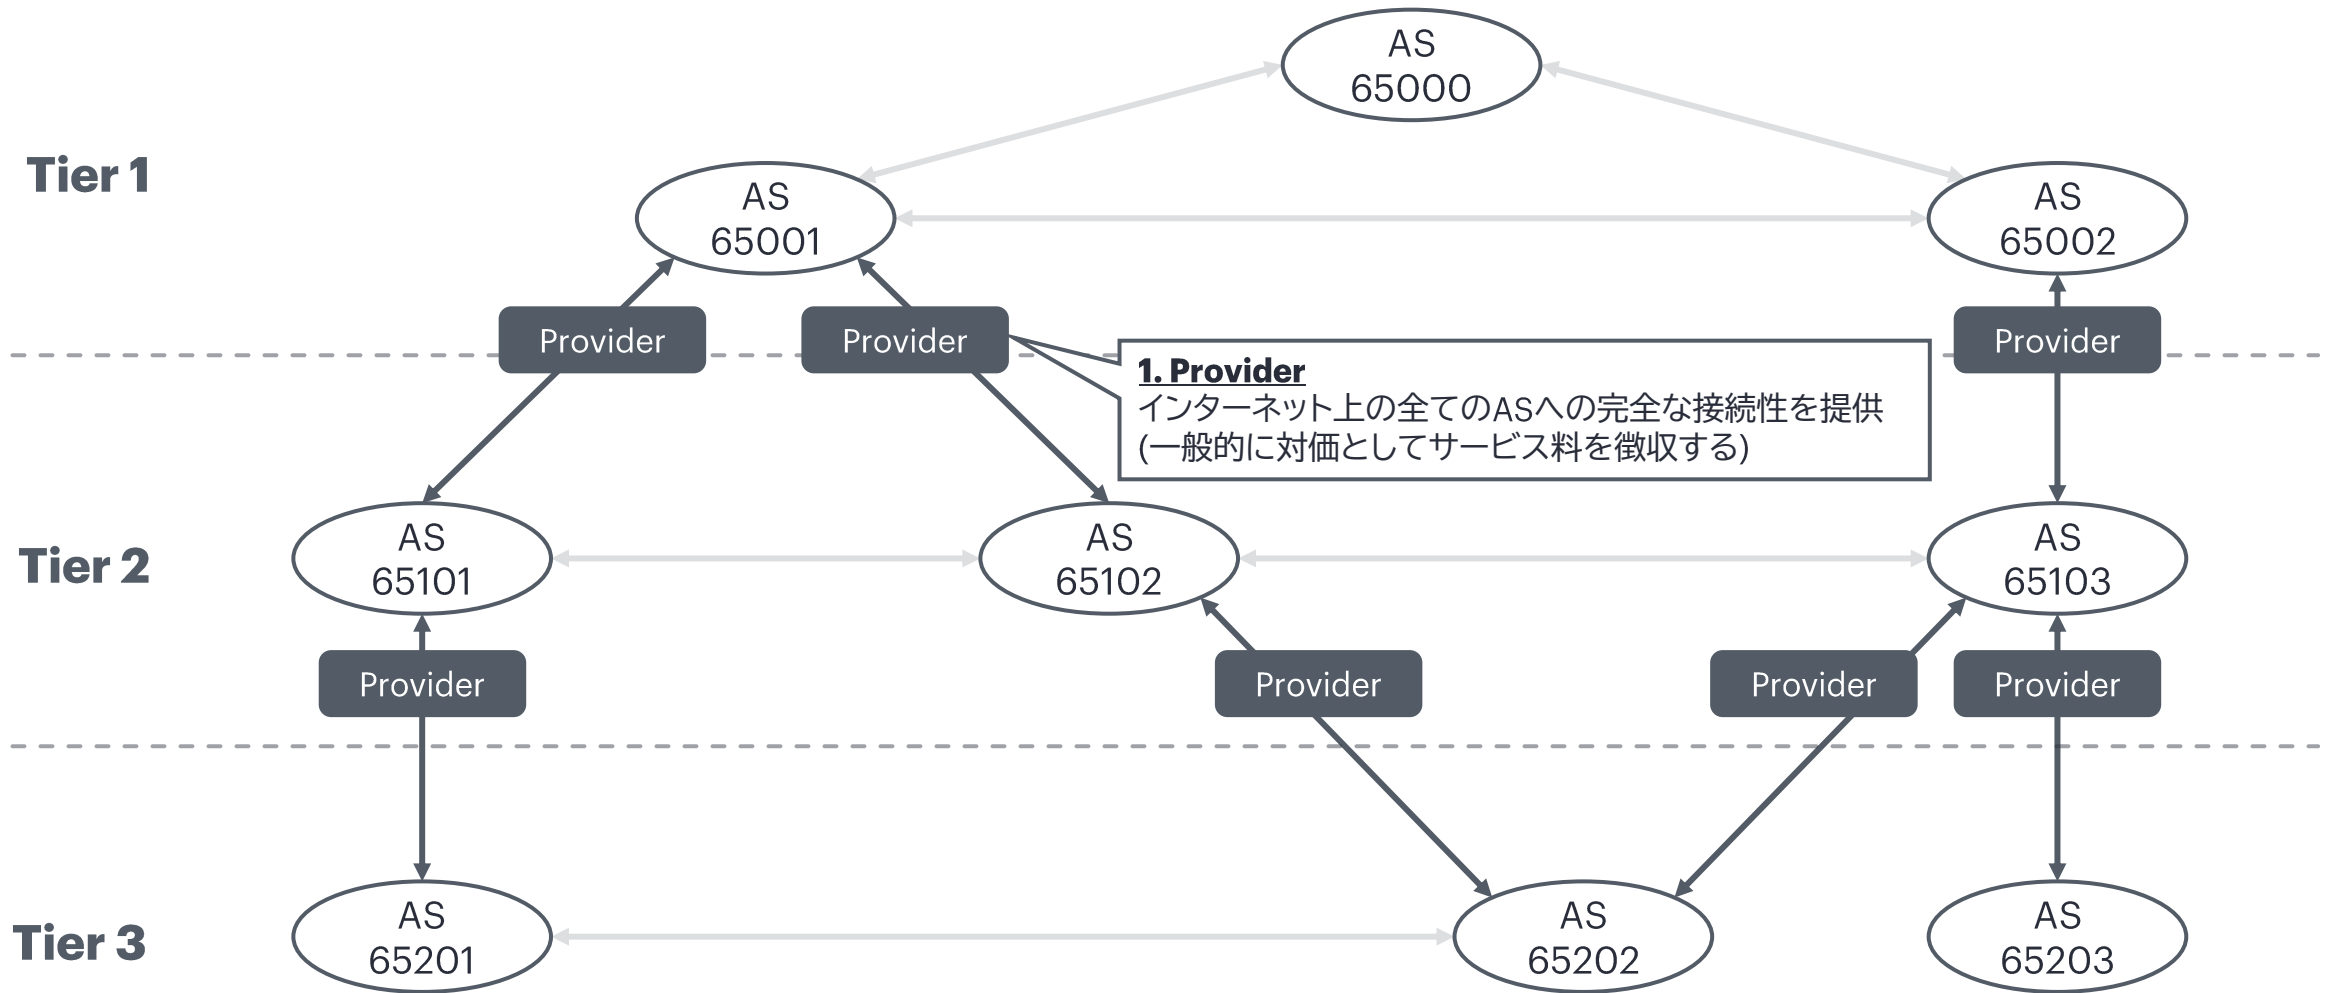 AS
65000
Tier 1
AS
65001
AS
65002
Provider
Provider
Provider
1. Provider
インターネット上の全てのASへの完全な接続性を提供
(一般的に対価としてサービス料を徴収する)
Tier 2
AS
65101
AS
65102
AS
65103
Provider
Provider
Provider
Provider
Tier 3
AS
65201
AS
65202
AS
65203